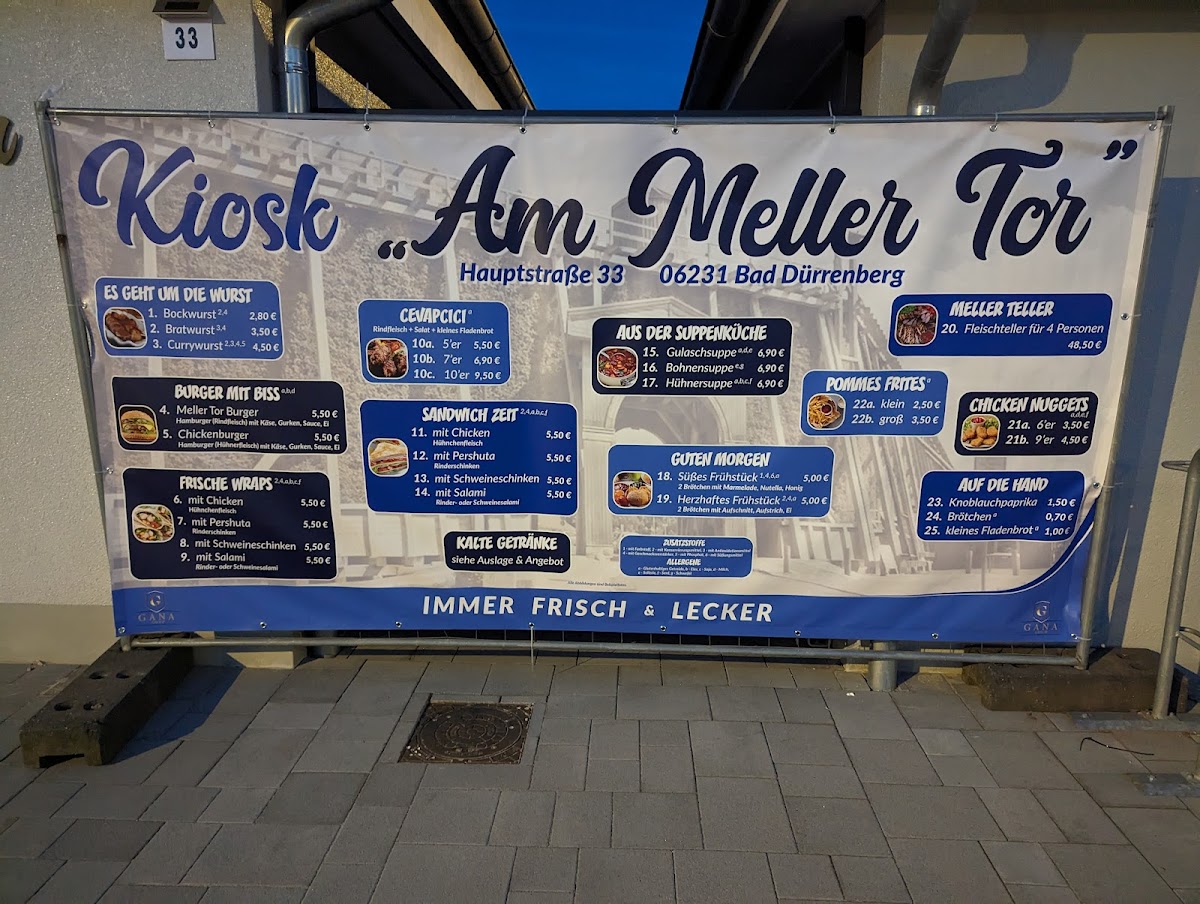 33
Kiosk „Am Meller Tor”
Hauptstraße 33 06231 Bad Dürrenberg
ES GEHT UM DIE WURST
1. Bockwurst 2,4 2,80 €
2. Bratwurst 3,4 3,50 €
3. Currywurst 2,3,4,5 4,50 €
BURGER MIT BISS a,b,d
4. Meller Tor Burger 5,50 €
Hamburger (Rindfleisch) mit Käse, Gurken, Sauce, Ei
5. Chickenburger 5,50 €
Hamburger (Hühnerfleisch) mit Käse, Gurken, Sauce, Ei
FRISCHE WRAPS 2,4,a,b,c,f
6. mit Chicken 5,50 €
Hühnchenfleisch
7. mit Pershuta 5,50 €
Rinderschinken
8. mit Schweineschinken 5,50 €
9. mit Salami 5,50 €
Rinder- oder Schweinesalami
CEVAPCICI a
Rindfleisch + Salat + kleines Fladenbrot
10a. 5'er 5,50 €
10b. 7'er 6,90 €
10c. 10'er 9,50 €
SANDWICH ZEIT 2,4,a,b,c,f
11. mit Chicken 5,50 €
Hühnchenfleisch
12. mit Pershuta 5,50 €
Rinderschinken
13. mit Schweineschinken 5,50 €
14. mit Salami 5,50 €
Rinder- oder Schweinesalami
KALTE GETRÄNKE
siehe Auslage & Angebot
AUS DER SUPPENKÜCHE
15. Gulaschsuppe a,d,e 6,90 €
16. Bohnensuppe e,s 6,90 €
17. Hühnersuppe a,b,c,f 6,90 €
GUTEN MORGEN
18. Süßes Frühstück 1,4,6,a 5,00 €
2 Brötchen mit Marmelade, Nutella, Honig
19. Herzhaftes Frühstück 2,4,a 5,00 €
2 Brötchen mit Aufschnitt, Aufstrich, Ei
ZUSATZSTOFFE
ALLERGENE
MELLER TELLER
20. Fleischteller für 4 Personen
48,50 €
POMMES FRITES a
22a. klein 2,50 €
22b. groß 3,50 €
CHICKEN NUGGETS
a,d,e,f
21a. 6'er 3,50 €
21b. 9'er 4,50 €
AUF DIE HAND
23. Knoblauchpaprika 1,50 €
24. Brötchen a 0,70 €
25. kleines Fladenbrot a 1,00 €
IMMER FRISCH & LECKER
GANA
GANA